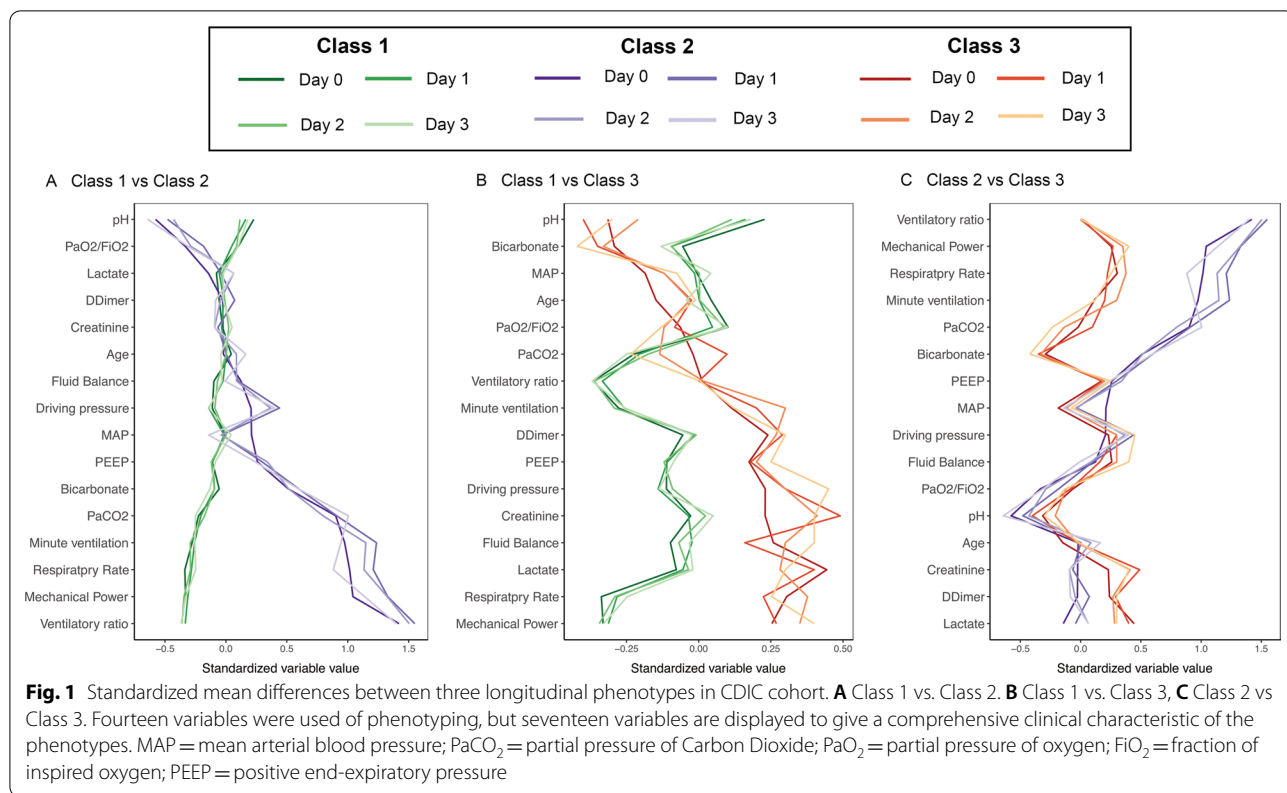 Class 1 Class 2 Class 3
Day 0 Day 1 Day 0 Day 1 Day 0 Day 1
Day 2 Day 3 Day 2 Day 3 Day 2 Day 3
A Class 1 vs Class 2
pH
PaO2/FiO2
Lactate
DDimer
Creatinine
Age
Fluid Balance
Driving pressure
MAP
PEEP
Bicarbonate
PaCO2
Minute ventilation
Respiratpry Rate
Mechanical Power
Ventilatory ratio
−0.5 0.0 0.5 1.0 1.5
Standardized variable value
B Class 1 vs Class 3
pH
Bicarbonate
MAP
Age
PaO2/FiO2
PaCO2
Ventilatory ratio
Minute ventilation
DDimer
PEEP
Driving pressure
Creatinine
Fluid Balance
Lactate
Respiratpry Rate
Mechanical Power
−0.25 0.00 0.25 0.50
Standardized variable value
C Class 2 vs Class 3
Ventilatory ratio
Mechanical Power
Respiratpry Rate
Minute ventilation
PaCO2
Bicarbonate
PEEP
MAP
Driving pressure
Fluid Balance
PaO2/FiO2
pH
Age
Creatinine
DDimer
Lactate
−0.5 0.0 0.5 1.0 1.5
Standardized variable value
Fig. 1 Standardized mean differences between three longitudinal phenotypes in CDIC cohort. A Class 1 vs. Class 2. B Class 1 vs. Class 3, C Class 2 vs
Class 3. Fourteen variables were used of phenotyping, but seventeen variables are displayed to give a comprehensive clinical characteristic of the
phenotypes. MAP = mean arterial blood pressure; PaCO₂ = partial pressure of Carbon Dioxide; PaO₂ = partial pressure of oxygen; FiO₂ = fraction of
inspired oxygen; PEEP = positive end-expiratory pressure